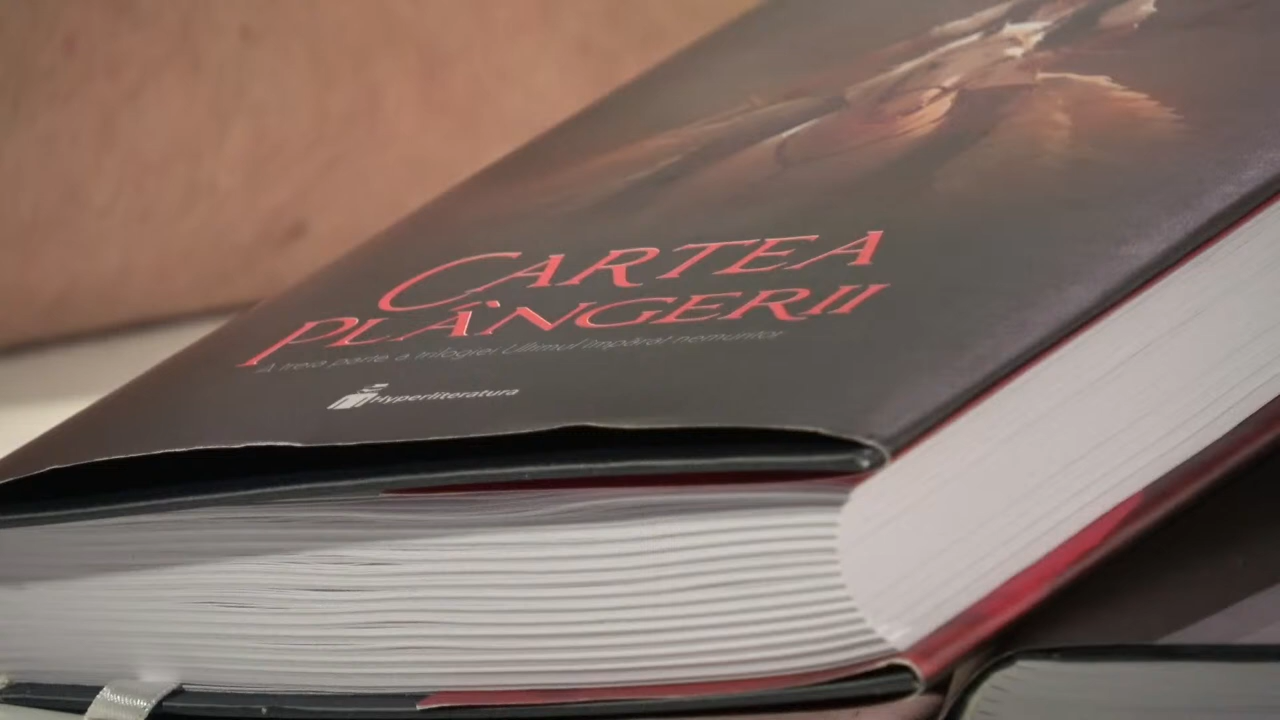 CARTEA
PLÂNGERII
A treia parte a trilogiei Ultimul Împărat nemuritor
Hyperliteratura